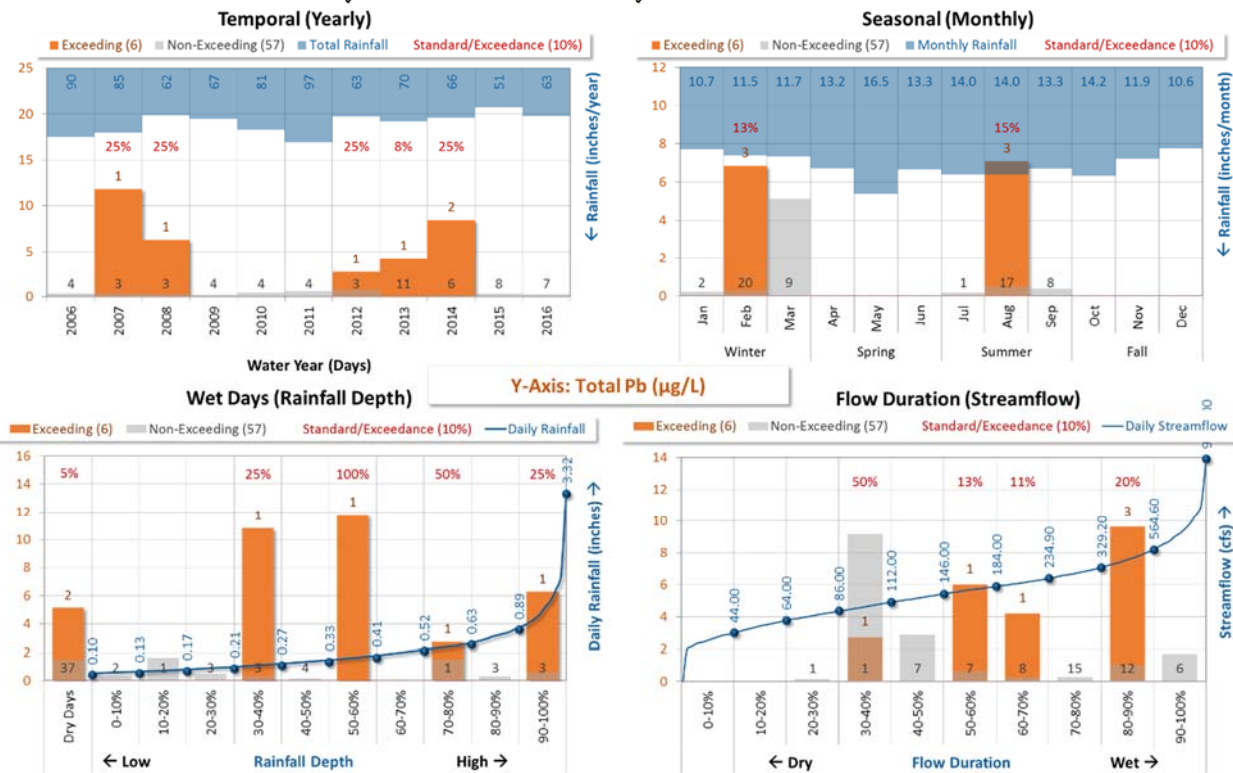 Temporal (Yearly)
Exceeding (6) Non-Exceeding (57) Total Rainfall Standard/Exceedance (10%)
25
20
15
10
5
0
90 85 62 67 81 97 63 70 66 51 63
25% 25% 25% 8% 25%
1 1 1 1 2
4 3 3 4 4 4 3 11 6 8 7
2006 2007 2008 2009 2010 2011 2012 2013 2014 2015 2016
Water Year (Days)
← Rainfall (inches/year)
Seasonal (Monthly)
Exceeding (6) Non-Exceeding (57) Monthly Rainfall Standard/Exceedance (10%)
12
10
8
6
4
2
0
10.7 11.5 11.7 13.2 16.5 13.3 14.0 14.0 13.3 14.2 11.9 10.6
13% 15%
3 3
2 20 9 1 17 8
Jan Feb Mar Apr May Jun Jul Aug Sep Oct Nov Dec
Winter Spring Summer Fall
← Rainfall (inches/month)
Y-Axis: Total Pb (µg/L)
Wet Days (Rainfall Depth)
Exceeding (6) Non-Exceeding (57) Standard/Exceedance (10%) Daily Rainfall
16
14
12
10
8
6
4
2
0
5% 25% 100% 50% 25%
2 1 1 1 1
0.10 0.13 0.17 0.21 0.27 0.33 0.41 0.52 0.63 0.89 3.32
37 2 1 3 3 4 1 3 3
Dry Days 0-10% 10-20% 20-30% 30-40% 40-50% 50-60% 60-70% 70-80% 80-90% 90-100%
← Low Rainfall Depth High →
Daily Rainfall (inches) →
Flow Duration (Streamflow)
Exceeding (6) Non-Exceeding (57) Standard/Exceedance (10%) Daily Streamflow
14
12
10
8
6
4
2
0
50% 13% 11% 20%
1 1 1 3
44.00 64.00 86.00 112.00 146.00 184.00 234.90 329.20 564.60
1 1 7 7 8 15 12 6
0-10% 10-20% 20-30% 30-40% 40-50% 50-60% 60-70% 70-80% 80-90% 90-100%
← Dry Flow Duration Wet →
Streamflow (cfs) →